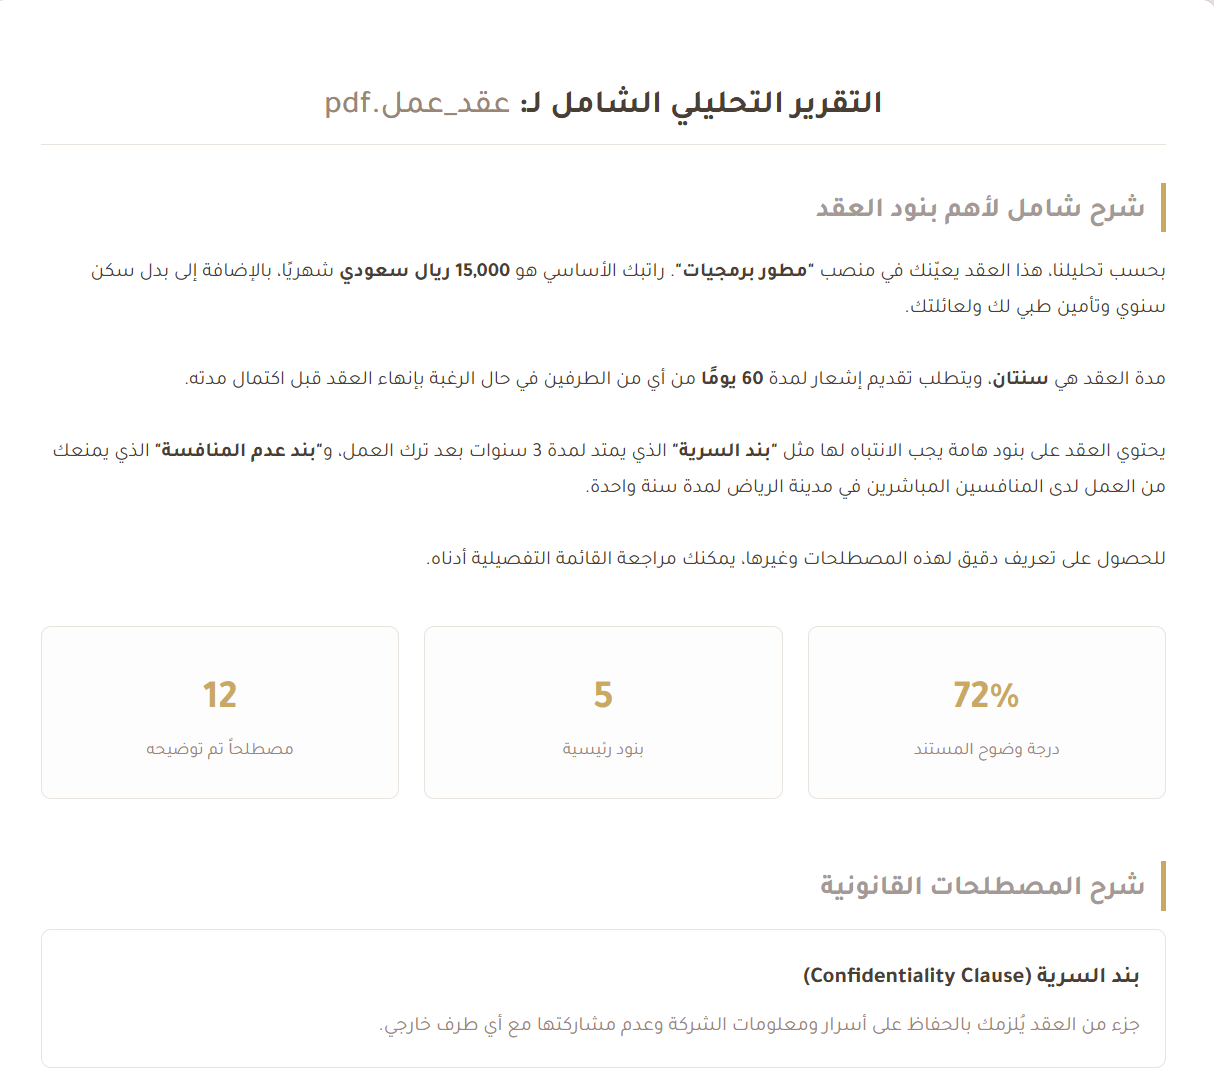 التقرير التحليلي الشامل لـ: عقد_عمل.pdf
شرح شامل لأهم بنود العقد
بحسب تحليلنا، هذا العقد يعيّنك في منصب "مطور برمجيات". راتبك الأساسي هو 15,000 ريال سعودي شهريًا، بالإضافة إلى بدل سكن
سنوي وتأمين طبي لك ولعائلتك.
مدة العقد هي سنتان، ويتطلب تقديم إشعار لمدة 60 يومًا من أي من الطرفين في حال الرغبة بإنهاء العقد قبل اكتمال مدته.
يحتوي العقد على بنود هامة يجب الانتباه لها مثل "بند السرية" الذي يمتد لمدة 3 سنوات بعد ترك العمل، و"بند عدم المنافسة" الذي يمنعك
من العمل لدى المنافسين المباشرين في مدينة الرياض لمدة سنة واحدة.
للحصول على تعريف دقيق لهذه المصطلحات وغيرها، يمكنك مراجعة القائمة التفصيلية أدناه.
72%
درجة وضوح المستند
5
بنود رئيسية
12
مصطلحاً تم توضيحه
شرح المصطلحات القانونية
بند السرية (Confidentiality Clause)
جزء من العقد يُلزمك بالحفاظ على أسرار ومعلومات الشركة وعدم مشاركتها مع أي طرف خارجي.